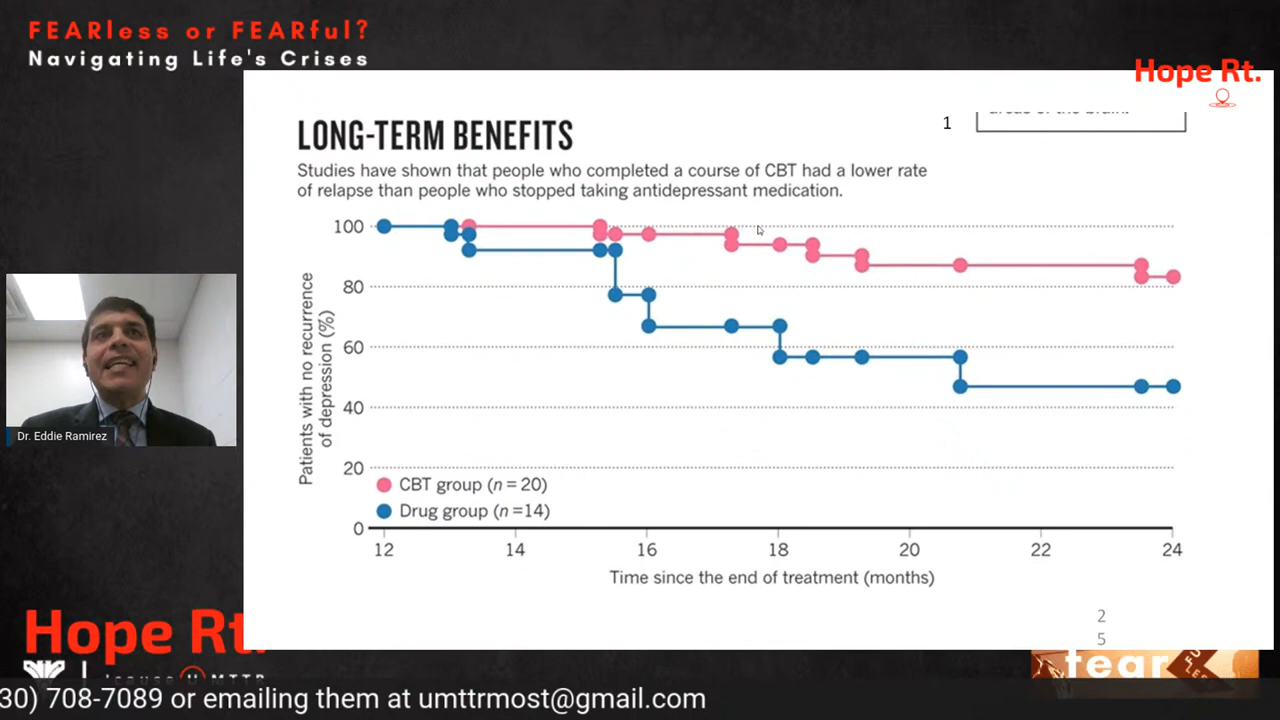 FEARless or FEARful?
Navigating Life's Crises
Hope Rt.
LONG-TERM BENEFITS
1
areas of the brain.
Studies have shown that people who completed a course of CBT had a lower rate
of relapse than people who stopped taking antidepressant medication.
Patients with no recurrence
of depression (%)
100
80
60
40
20
0
CBT group (n = 20)
Drug group (n =14)
12 14 16 18 20 22 24
Time since the end of treatment (months)
Dr. Eddie Ramirez
2
5
Hope Rt.
fear
30) 708-7089 or emailing them at umttrmost@gmail.com